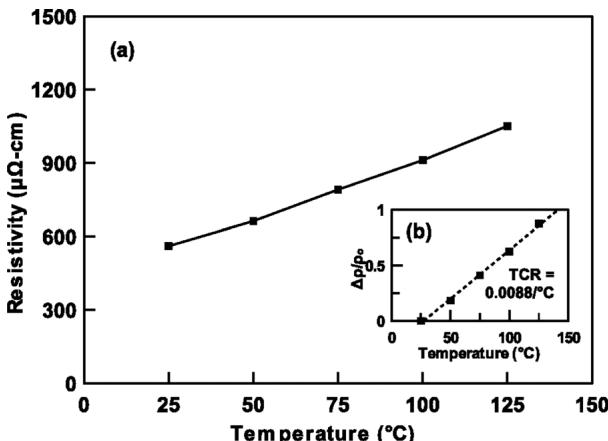 1500
(a)
1200
Resistivity (μΩ-cm)
900
600
300
0
0 25 50 75 100 125 150
Temperature (°C)
1
(b)
Δρ/ρₒ
0.5
TCR =
0.0088/°C
0
0 50 100 150
Temperature (°C)